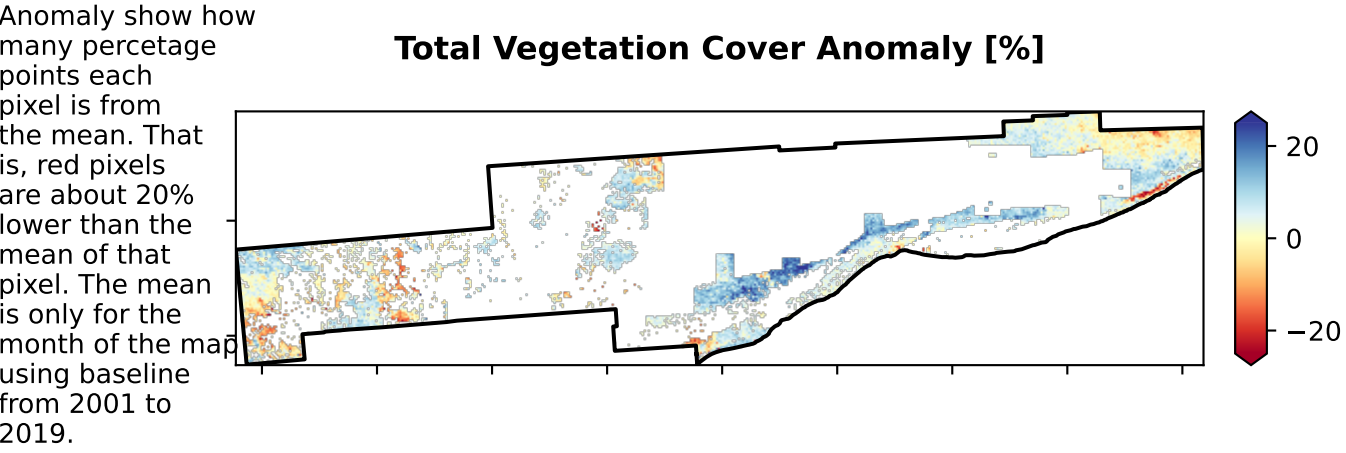 Anomaly show how
many percetage
points each
pixel is from
the mean. That
is, red pixels
are about 20%
lower than the
mean of that
pixel. The mean
is only for the
month of the map
using baseline
from 2001 to
2019.
Total Vegetation Cover Anomaly [%]
20
0
−20